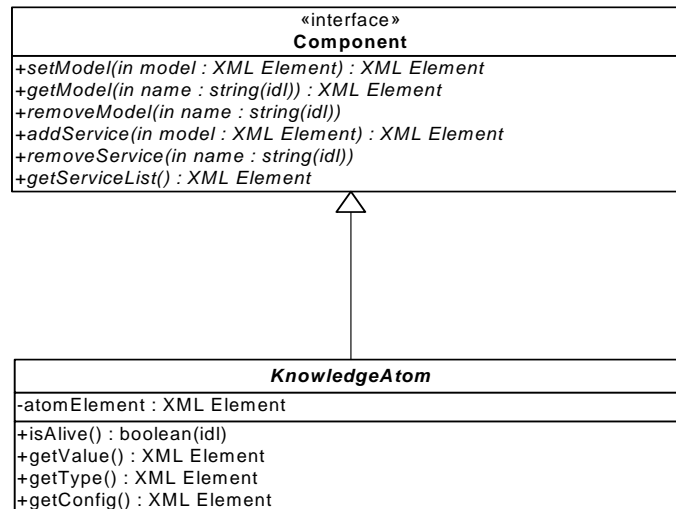 «interface»
Component
+setModel(in model : XML Element) : XML Element
+getModel(in name : string(idl)) : XML Element
+removeModel(in name : string(idl))
+addService(in model : XML Element) : XML Element
+removeService(in name : string(idl))
+getServiceList() : XML Element
KnowledgeAtom
-atomElement : XML Element
+isAlive() : boolean(idl)
+getValue() : XML Element
+getType() : XML Element
+getConfig() : XML Element